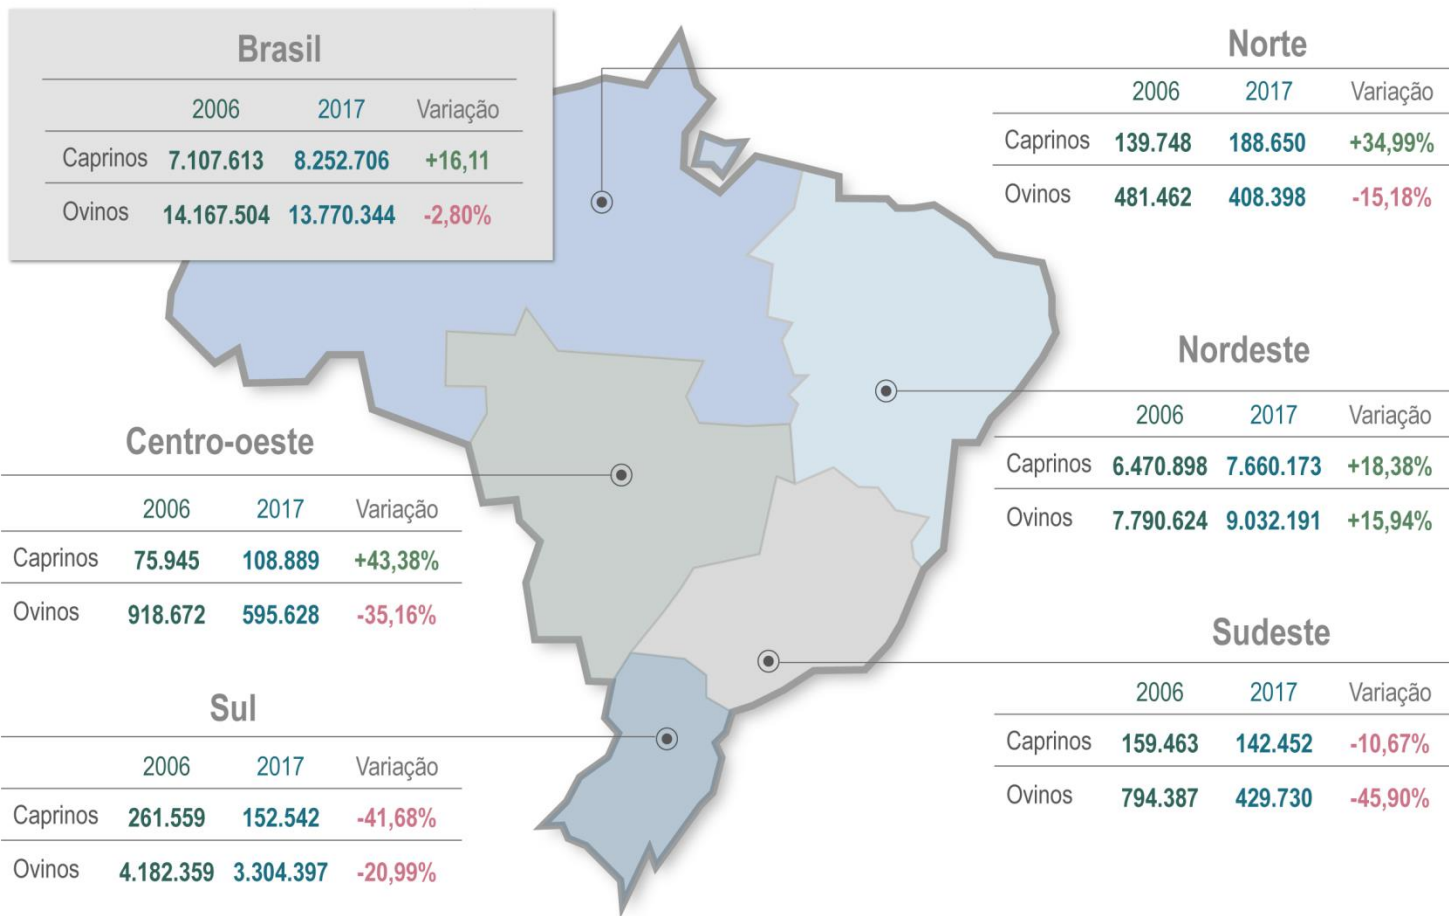 Brasil
2006 2017 Variação
Caprinos 7.107.613 8.252.706 +16,11
Ovinos 14.167.504 13.770.344 -2,80%
Norte
2006 2017 Variação
Caprinos 139.748 188.650 +34,99%
Ovinos 481.462 408.398 -15,18%
Nordeste
2006 2017 Variação
Caprinos 6.470.898 7.660.173 +18,38%
Ovinos 7.790.624 9.032.191 +15,94%
Centro-oeste
2006 2017 Variação
Caprinos 75.945 108.889 +43,38%
Ovinos 918.672 595.628 -35,16%
Sudeste
2006 2017 Variação
Caprinos 159.463 142.452 -10,67%
Ovinos 794.387 429.730 -45,90%
Sul
2006 2017 Variação
Caprinos 261.559 152.542 -41,68%
Ovinos 4.182.359 3.304.397 -20,99%